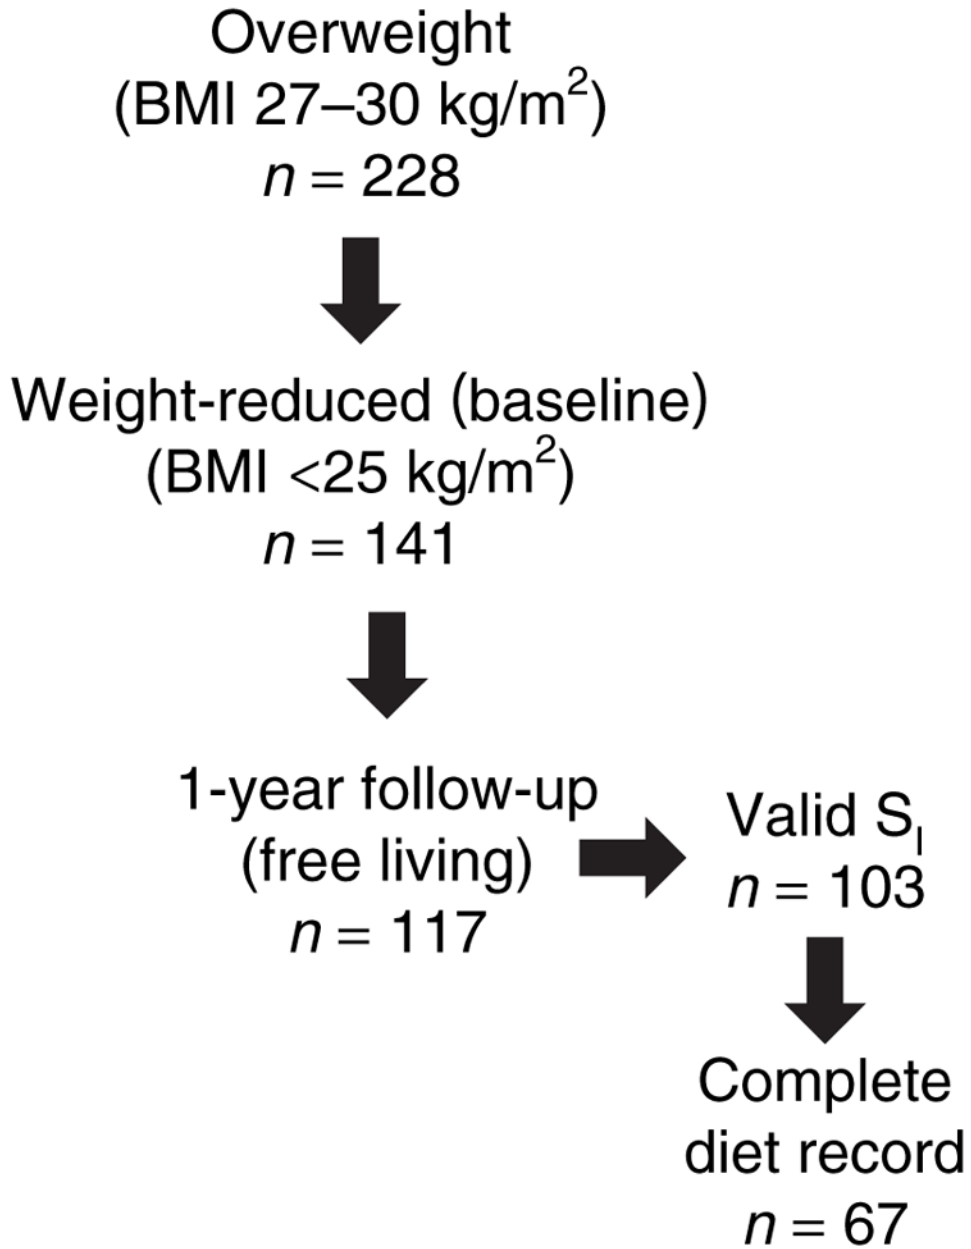 Overweight
(BMI 27–30 kg/m²)
n = 228
Weight-reduced (baseline)
(BMI <25 kg/m²)
n = 141
1-year follow-up
(free living)
n = 117
Valid Sᵢ
n = 103
Complete
diet record
n = 67